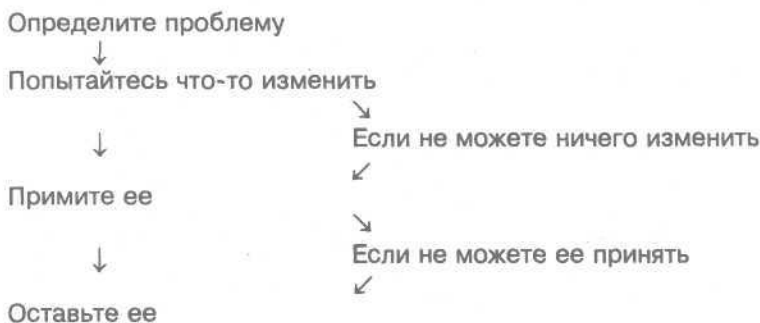 Определите проблему
↓
Попытайтесь что-то изменить
↘
↓ Если не можете ничего изменить
↙
Примите ее
↘
↓ Если не можете ее принять
↙
Оставьте ее